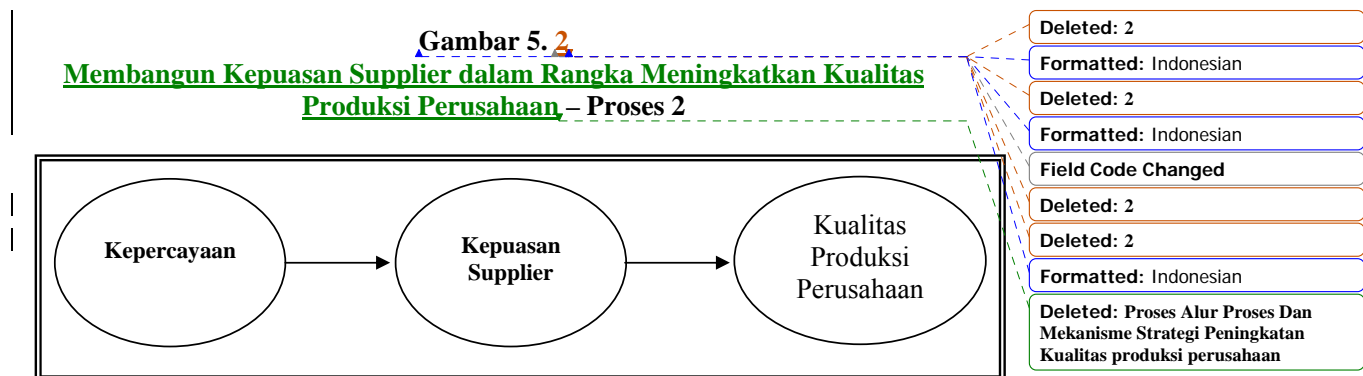 Gambar 5. 2
Membangun Kepuasan Supplier dalam Rangka Meningkatkan Kualitas
Produksi Perusahaan – Proses 2
Kepercayaan
Kepuasan
Supplier
Kualitas
Produksi
Perusahaan
Deleted: 2
Formatted: Indonesian
Deleted: 2
Formatted: Indonesian
Field Code Changed
Deleted: 2
Deleted: 2
Formatted: Indonesian
Deleted: Proses Alur Proses Dan
Mekanisme Strategi Peningkatan
Kualitas produksi perusahaan